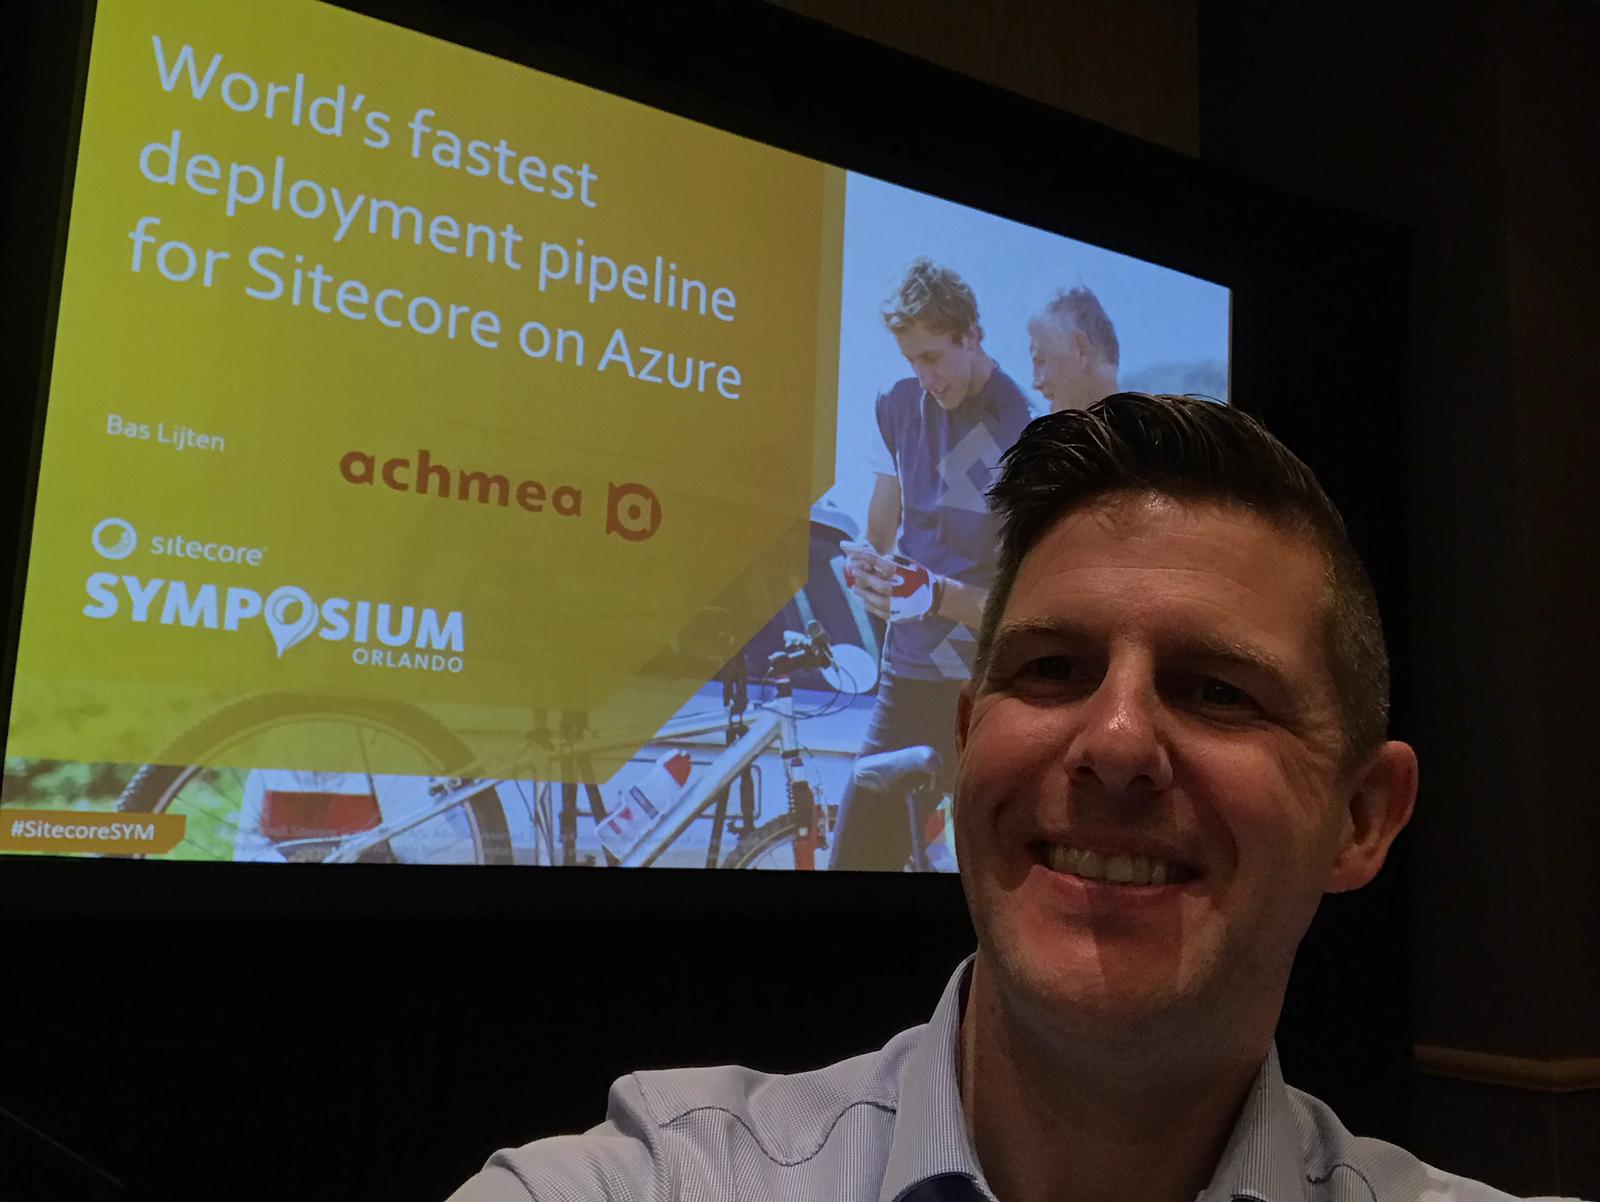 World's fastest
deployment pipeline
for Sitecore on Azure
Bas Lijten
achmea
sitecore
SYMPOSIUM
ORLANDO
#SitecoreSYM